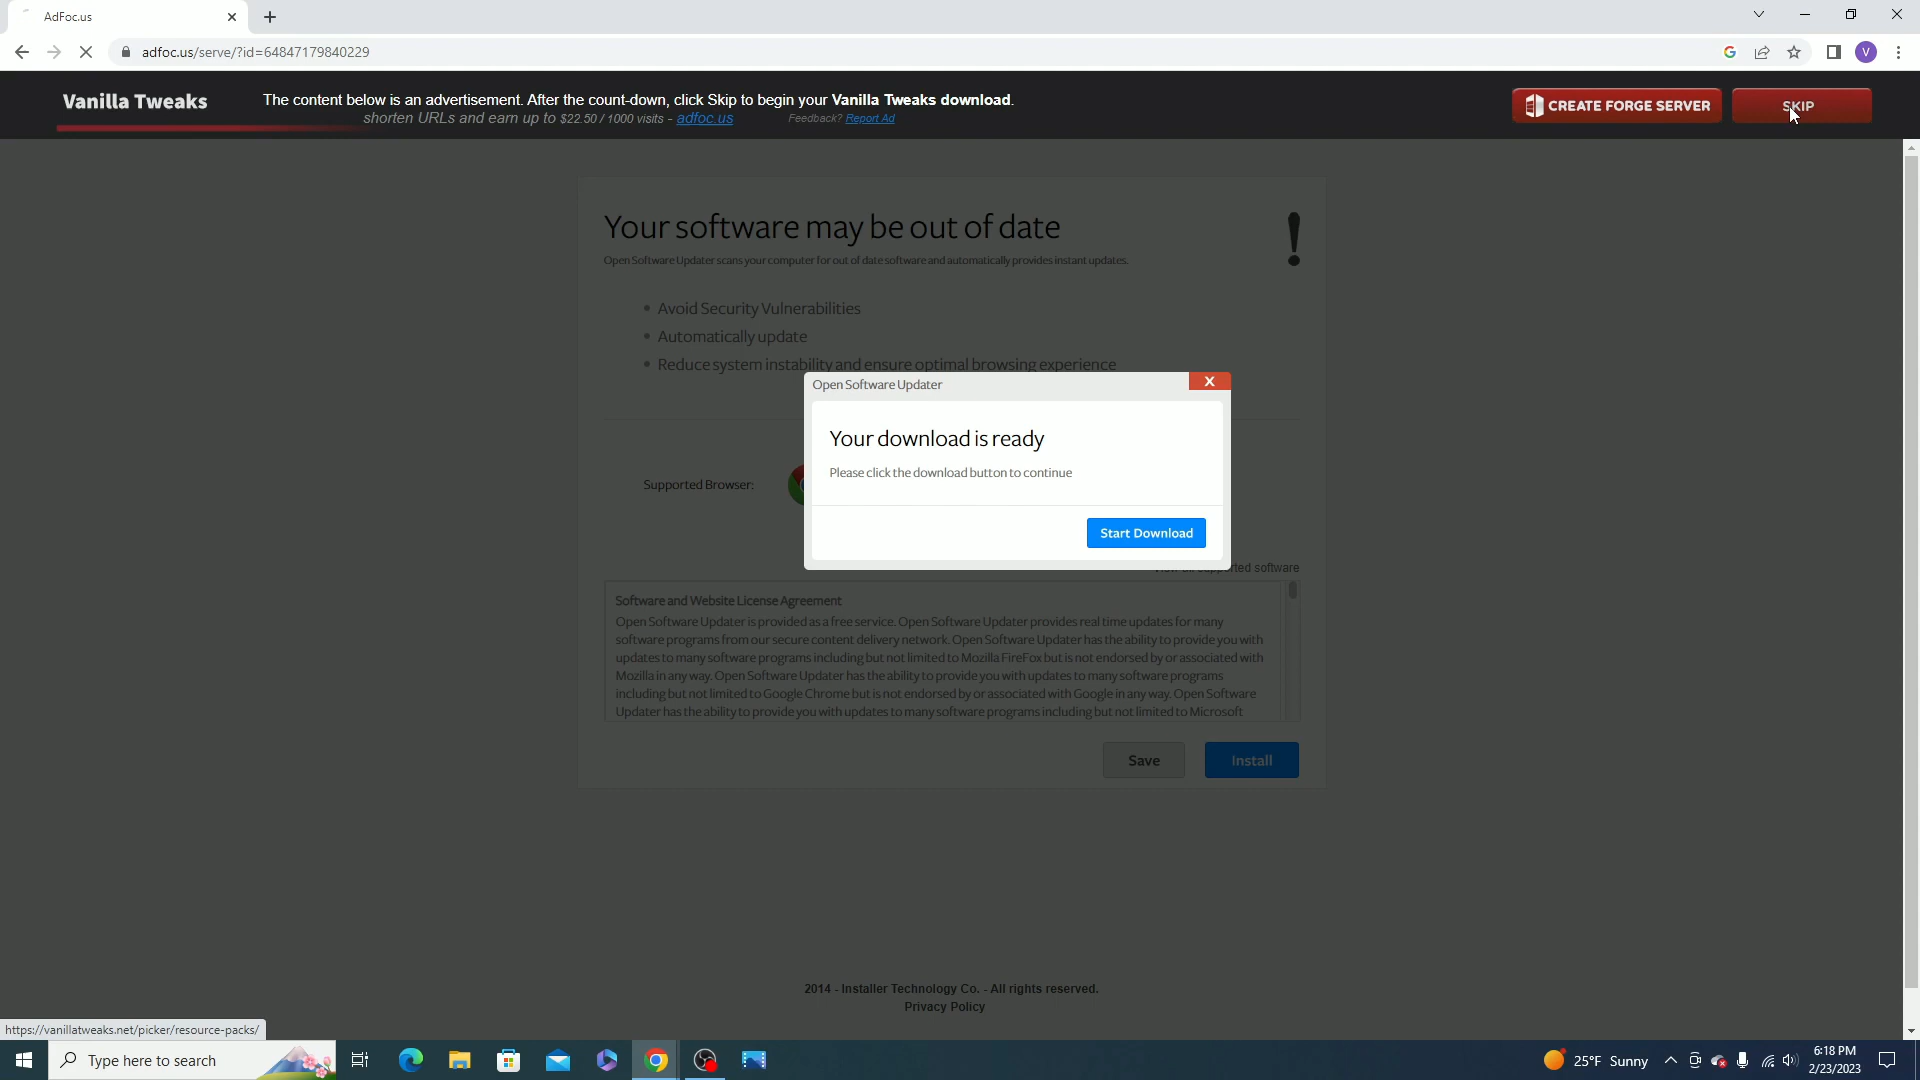 AdFoc.us
adfoc.us/serve/?id=64847179840229
V
Vanilla Tweaks
The content below is an advertisement. After the count-down, click Skip to begin your Vanilla Tweaks download.
shorten URLs and earn up to $22.50 / 1000 visits - adfoc.us
Feedback? Report Ad
CREATE FORGE SERVER
SKIP
Your software may be out of date
!
Open Software Updater scans your computer for out of date software and automatically provides instant updates.
• Avoid Security Vulnerabilities
• Automatically update
• Reduce system instability and ensure optimal browsing experience
Open Software Updater
X
Your download is ready
Please click the download button to continue
Supported Browser:
Start Download
supported software
Software and Website License Agreement
Open Software Updater is provided as a free service. Open Software Updater provides real time updates for many
software programs from our secure content delivery network. Open Software Updater has the ability to provide you with
updates to many software programs including but not limited to Mozilla FireFox but is not endorsed by or associated with
Mozilla in any way. Open Software Updater has the ability to provide you with updates to many software programs
including but not limited to Google Chrome but is not endorsed by or associated with Google in any way. Open Software
Updater has the ability to provide you with updates to many software programs including but not limited to Microsoft
Save
Install
2014 - Installer Technology Co. - All rights reserved.
Privacy Policy
https://vanillatweaks.net/picker/resource-packs/
Type here to search
25°F Sunny
6:18 PM
2/23/2023